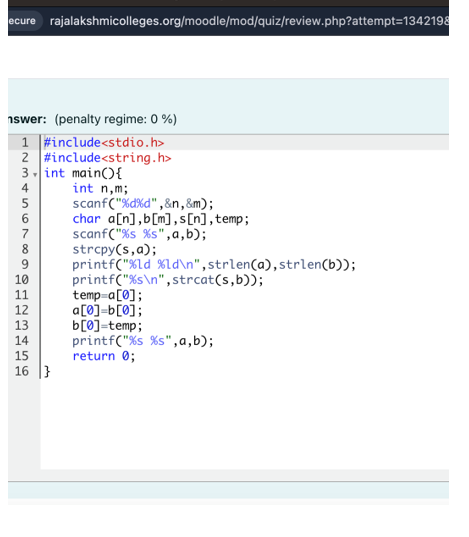 ecure rajalakshmicolleges.org/moodle/mod/quiz/review.php?attempt=134219
nswer: (penalty regime: 0 %)
1 #include<stdio.h>
2 #include<string.h>
3 int main(){
4 int n,m;
5 scanf("%d%d",&n,&m);
6 char a[n],b[m],s[n],temp;
7 scanf("%s %s",a,b);
8 strcpy(s,a);
9 printf("%ld %ld\n",strlen(a),strlen(b));
10 printf("%s\n",strcat(s,b));
11 temp=a[0];
12 a[0]=b[0];
13 b[0]=temp;
14 printf("%s %s",a,b);
15 return 0;
16 }